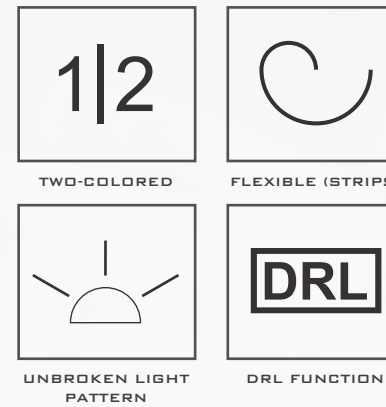 1|2
TWO-COLORED
FLEXIBLE (STRIPS
UNBROKEN LIGHT
PATTERN
DRL
DRL FUNCTION